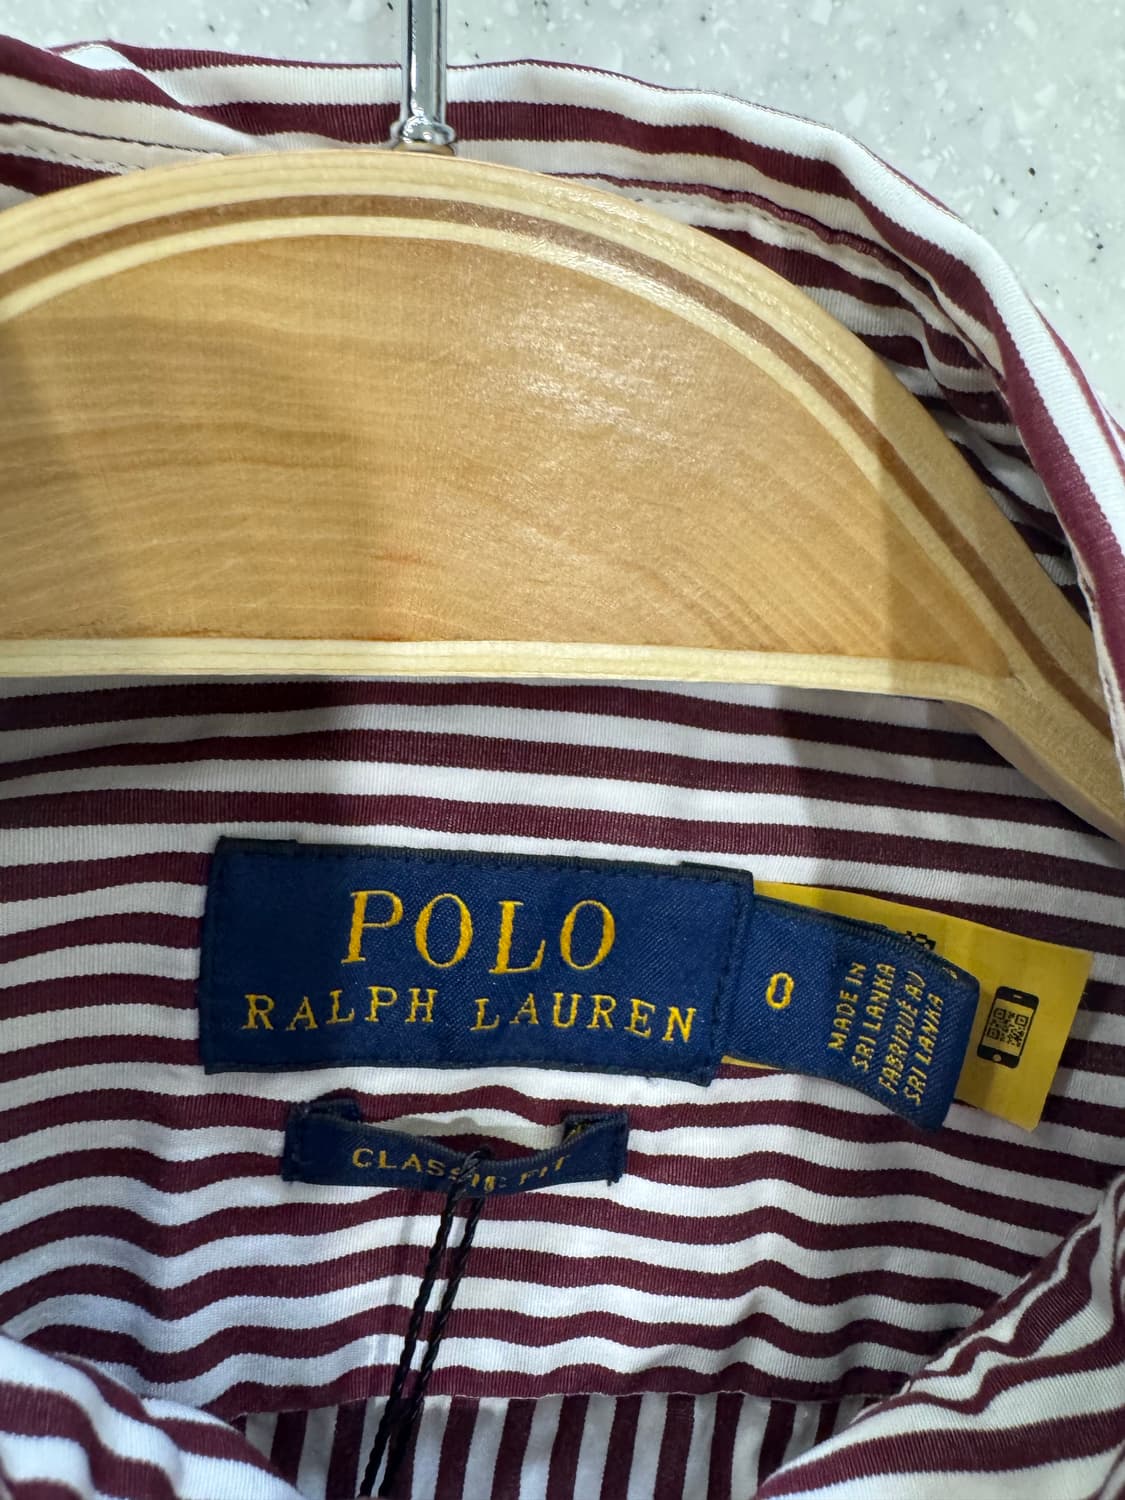 POLO
RALPH LAUREN
0
MADE IN
SRI LANKA
FABRIQUÉ AU
SRI LANKA
CLASSIC FIT